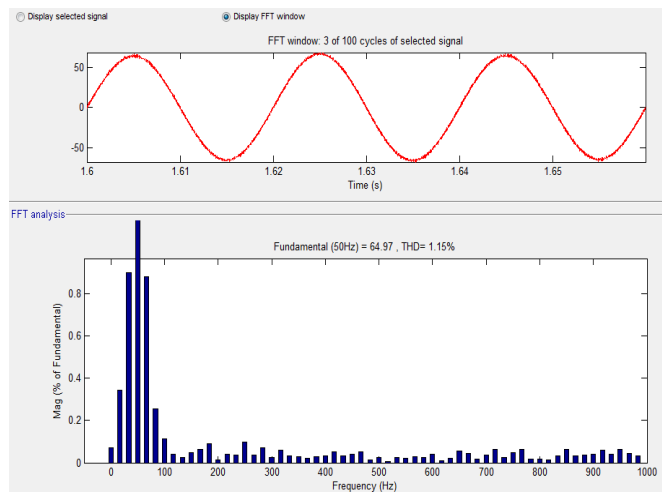 Display selected signal Display FFT window
FFT window: 3 of 100 cycles of selected signal
50
0
-50
1.6 1.61 1.62 1.63 1.64 1.65
Time (s)
FFT analysis
Fundamental (50Hz) = 64.97 , THD= 1.15%
Mag (% of Fundamental)
0.8
0.6
0.4
0.2
0
0 100 200 300 400 500 600 700 800 900 1000
Frequency (Hz)